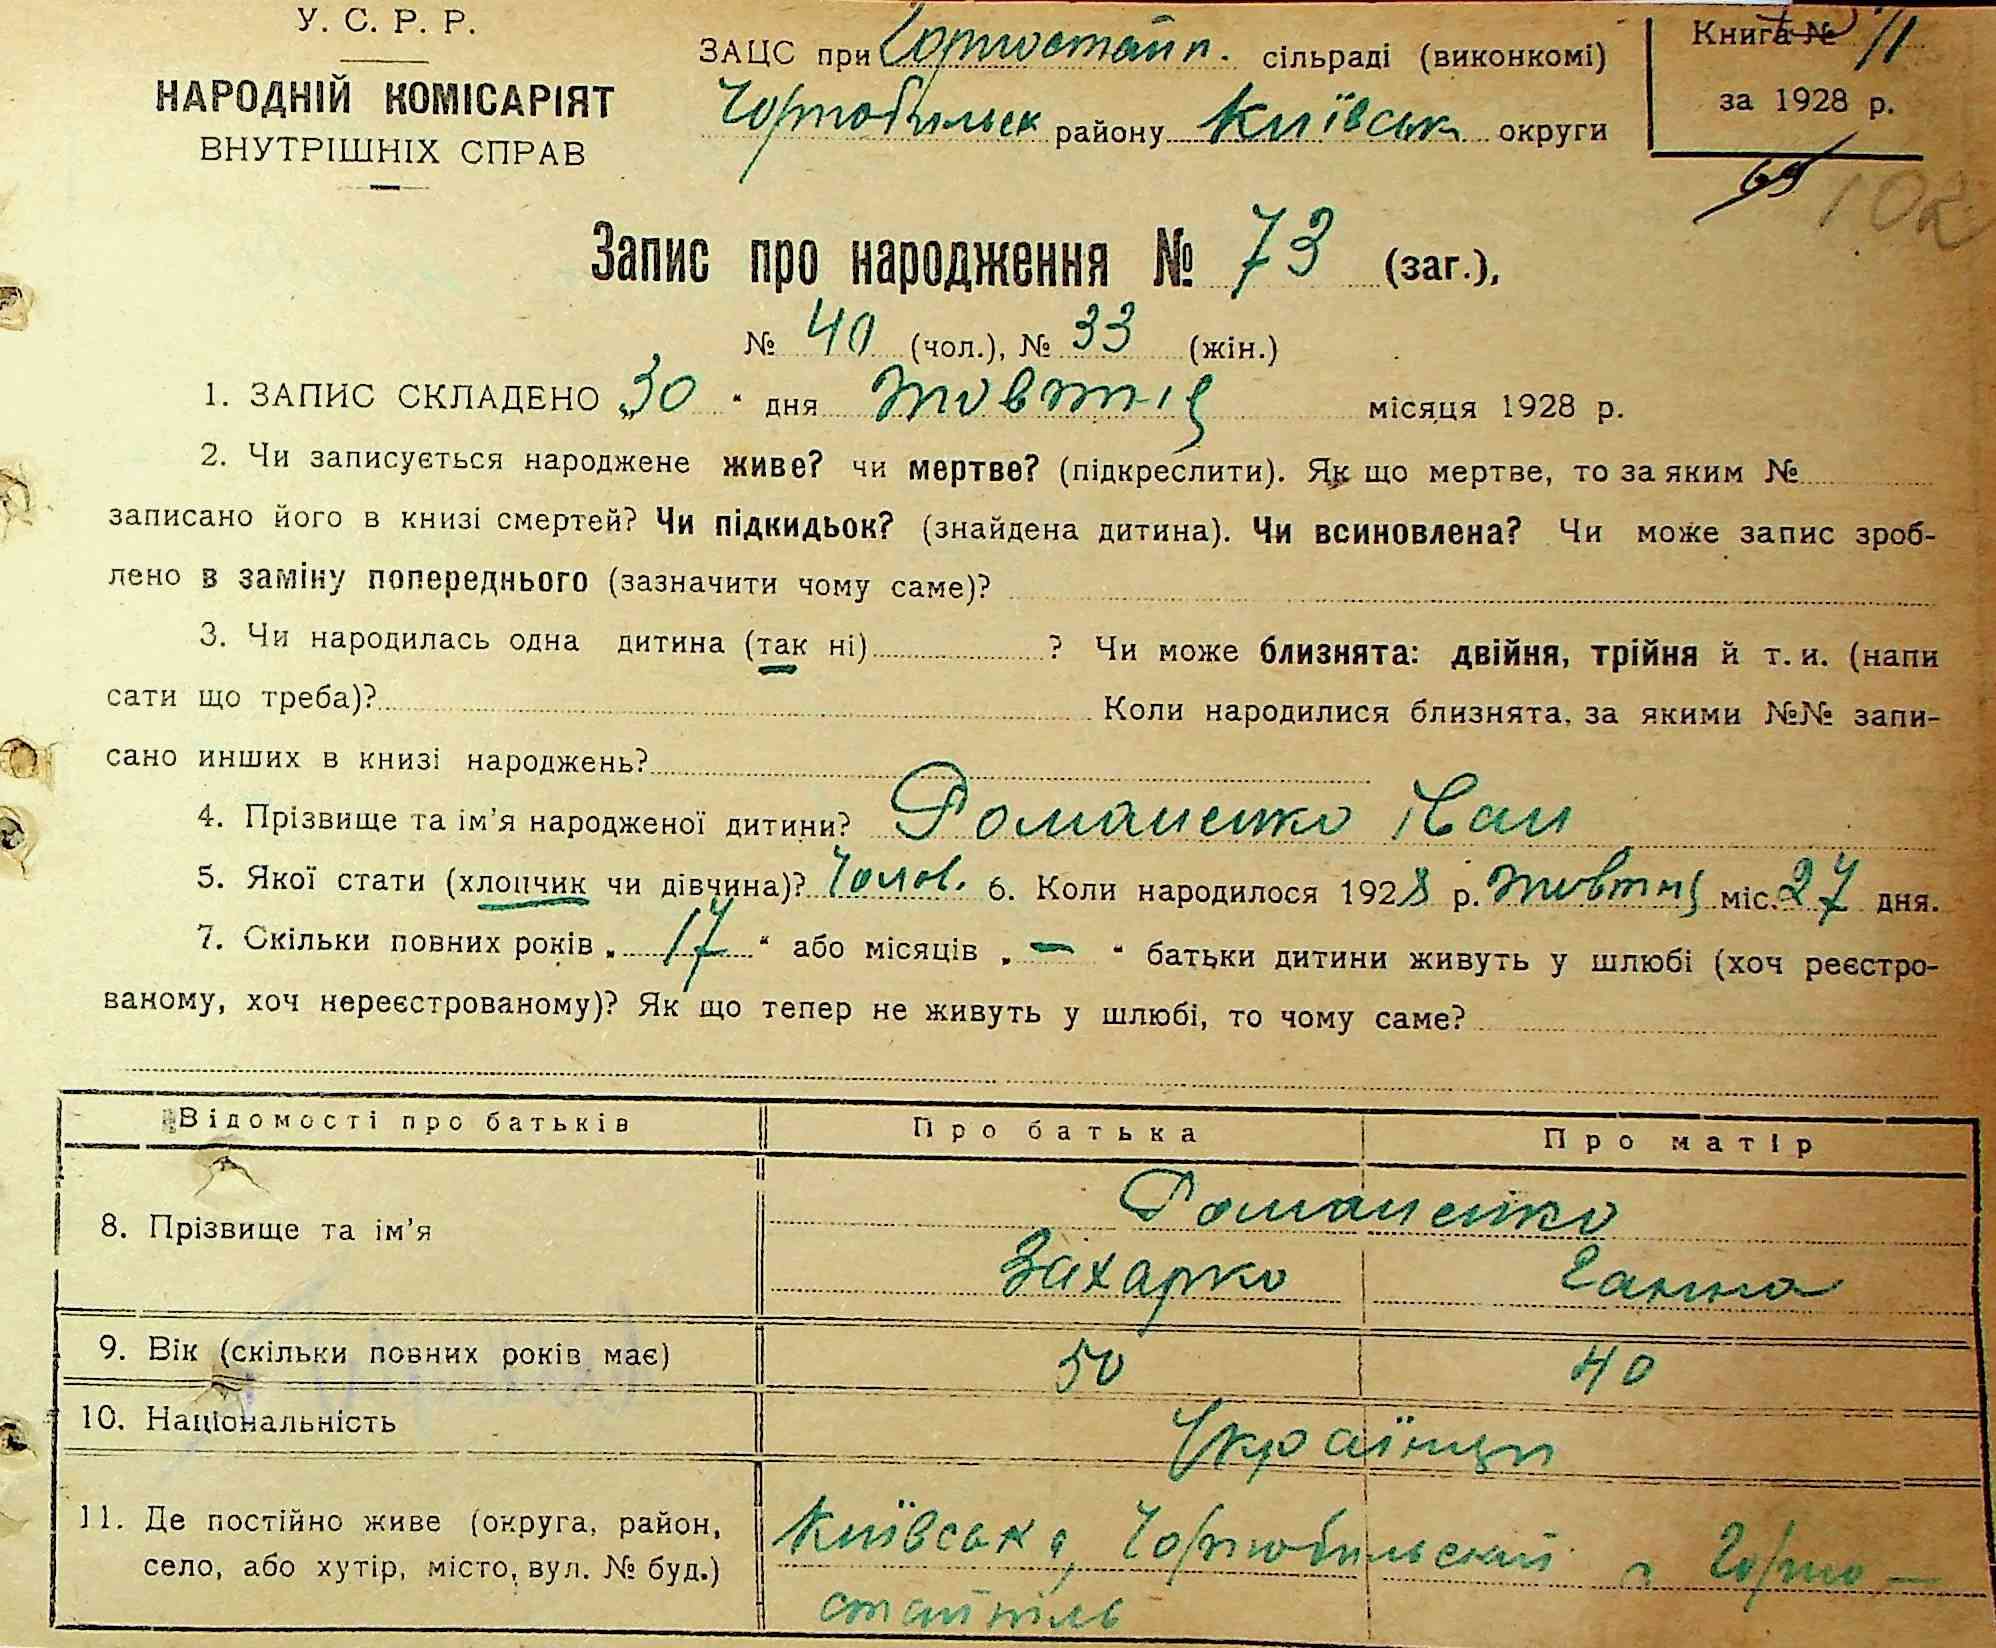 У. С. Р. Р.
НАРОДНІЙ КОМІСАРІЯТ
ВНУТРІШНІХ СПРАВ
ЗАЦС при Горностайп. сільраді (виконкомі)
Чорнобильськ району Київськ округи
Книга №
за 1928 р.
69
Запис про народження № 73 (заг.),
№ 40 (чол.), № 33 (жін.)
1. ЗАПИС СКЛАДЕНО „30“ дня жовтня місяця 1928 р.
2. Чи записується народжене живе? чи мертве? (підкреслити). Як що мертве, то за яким №
записано його в книзі смертей? Чи підкидьок? (знайдена дитина). Чи всиновлена? Чи може запис зроб-
лено в заміну попереднього (зазначити чому саме)?
3. Чи народилась одна дитина (так ні) ? Чи може близнята: двійня, трійня й т. и. (напи
сати що треба)? Коли народилися близнята, за якими №№ запи-
сано инших в книзі народжень?
4. Прізвище та ім’я народженої дитини? Романенко Іван
5. Якої стати (хлопчик чи дівчина)? Чолов. 6. Коли народилося 1928 р. жовтня міс. 27 дня.
7. Скільки повних років „17“ або місяців „—“ батьки дитини живуть у шлюбі (хоч реєстро-
ваному, хоч нереєстрованому)? Як що тепер не живуть у шлюбі, то чому саме?
Відомості про батьків Про батька Про матір
8. Прізвище та ім’я Романенко
Захарко Ганна
9. Вік (скільки повних років має) 50 40
10. Національність Українци
11. Де постійно живе (округа, район,
село, або хутір, місто, вул. № буд.)
Київська, Чорнобильский Горно—
стайпіль